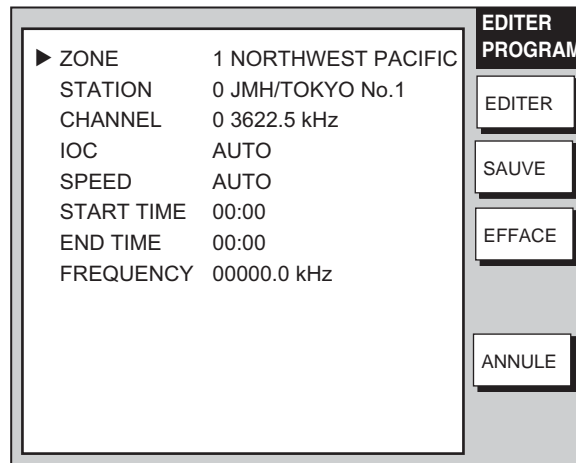 EDITER
PROGRAM
ZONE 1 NORTHWEST PACIFIC
STATION 0 JMH/TOKYO No.1
CHANNEL 0 3622.5 kHz
IOC AUTO
SPEED AUTO
START TIME 00:00
END TIME 00:00
FREQUENCY 00000.0 kHz
EDITER
SAUVE
EFFACE
ANNULE